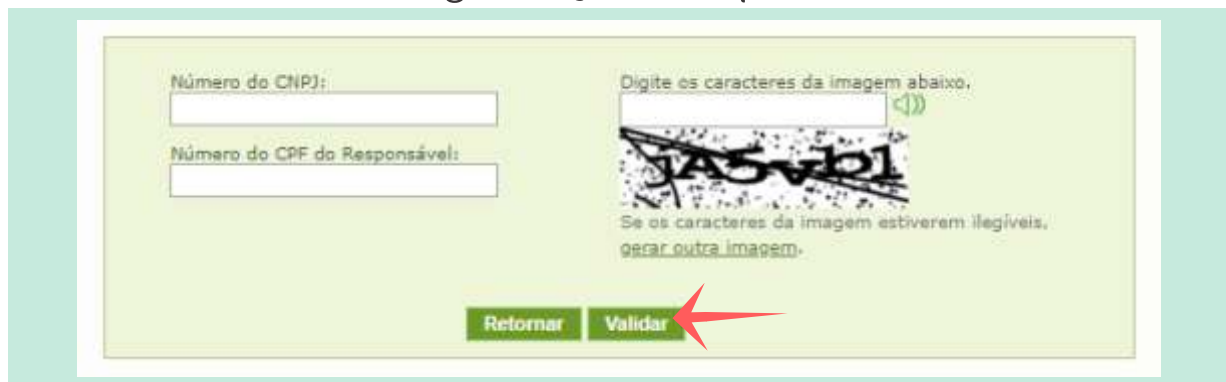 Número do CNPJ:
Digite os caracteres da imagem abaixo.
Número do CPF do Responsável:
Se os caracteres da imagem estiverem ilegíveis,
gerar outra imagem.
Retornar Validar